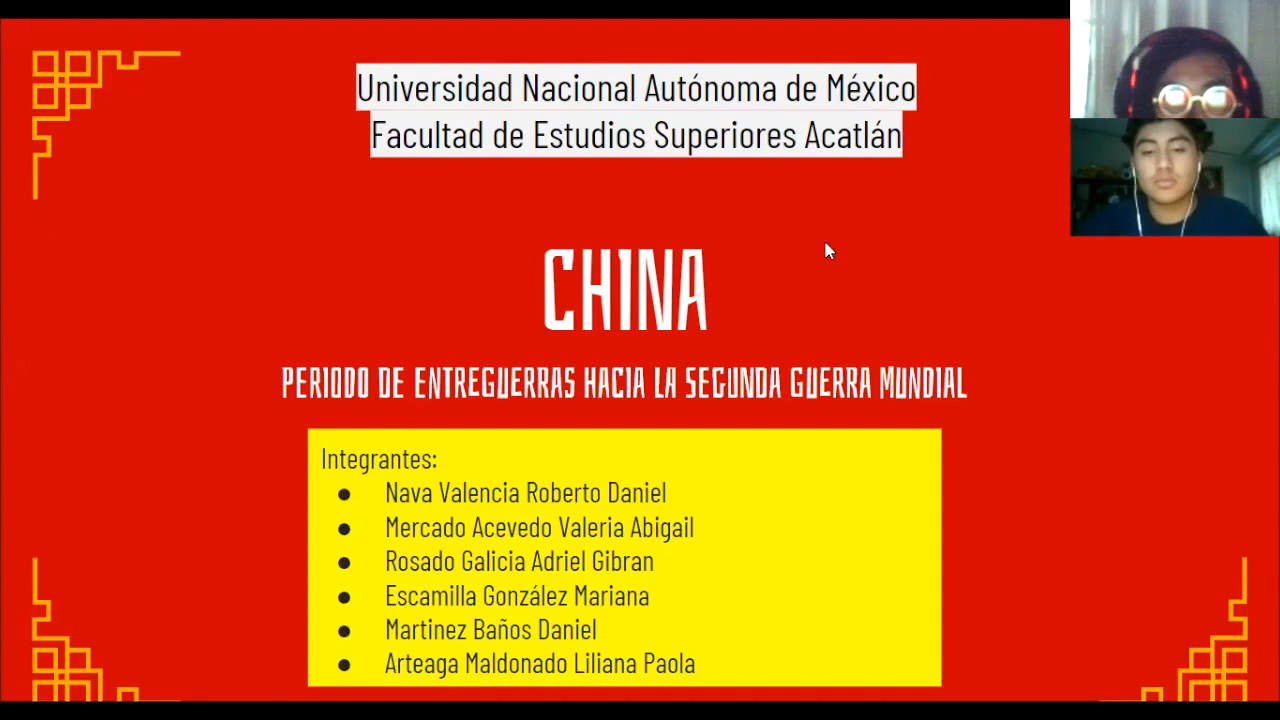 Universidad Nacional Autónoma de México
Facultad de Estudios Superiores Acatlán
CHINA
PERIODO DE ENTREGUERRAS HACIA LA SEGUNDA GUERRA MUNDIAL
Integrantes:
● Nava Valencia Roberto Daniel
● Mercado Acevedo Valeria Abigail
● Rosado Galicia Adriel Gibran
● Escamilla González Mariana
● Martinez Baños Daniel
● Arteaga Maldonado Liliana Paola